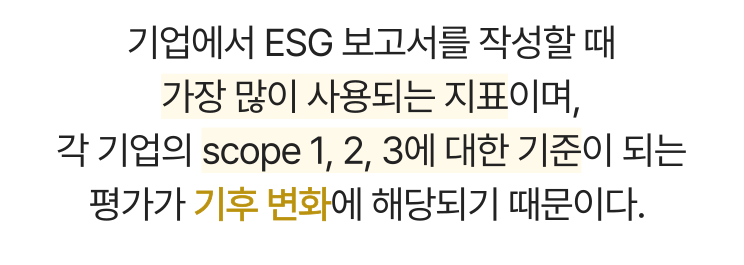 기업에서 ESG 보고서를 작성할 때
가장 많이 사용되는 지표이며,
각 기업의 scope 1, 2, 3에 대한 기준이 되는
평가가 기후 변화에 해당되기 때문이다.